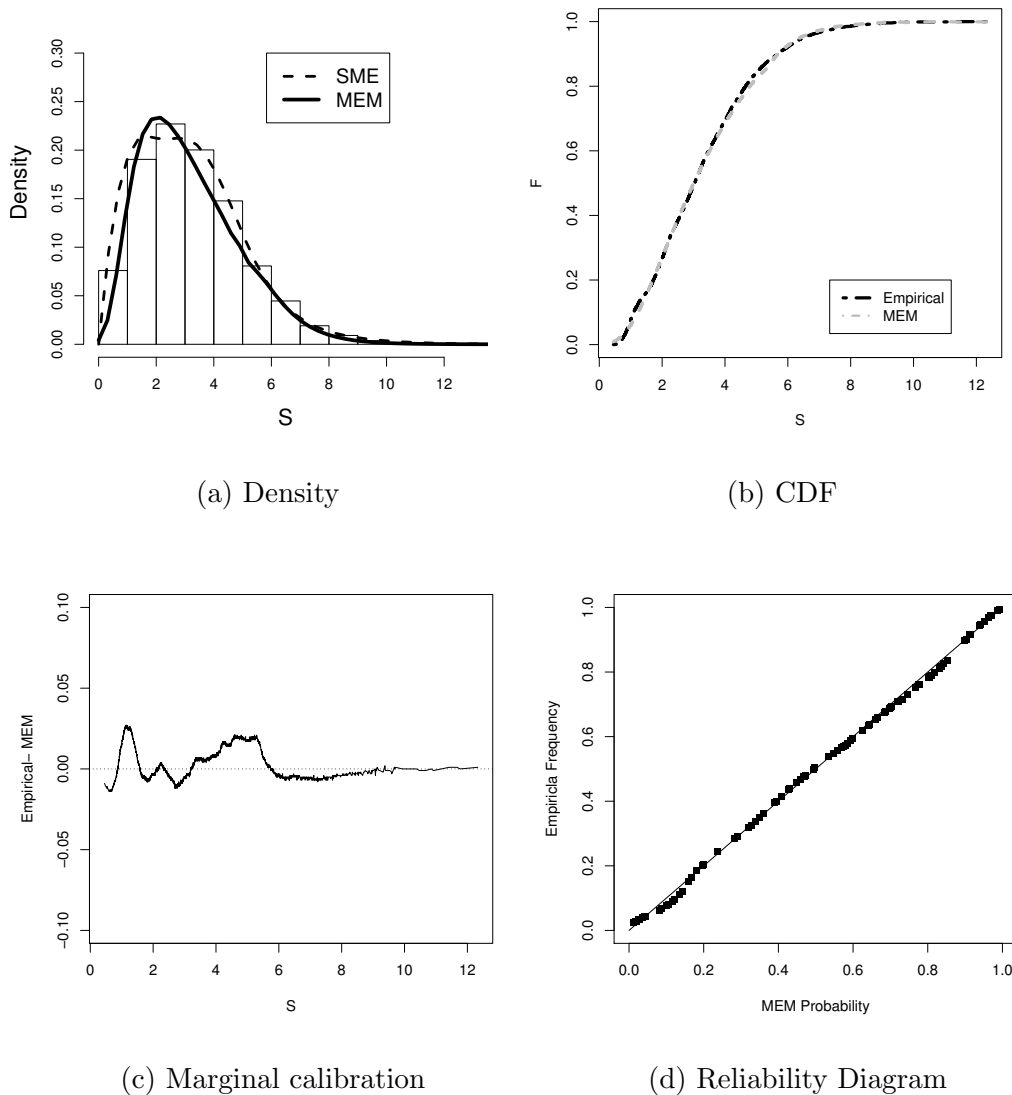 0.30
0.25
0.20
0.15
0.10
0.05
0.00
Density
SME
MEM
0 2 4 6 8 10 12
S
(a) Density
1.0
0.8
0.6
0.4
0.2
0.0
F
Empirical
MEM
0 2 4 6 8 10 12
S
(b) CDF
0.10
0.05
0.00
−0.05
−0.10
Empirical− MEM
0 2 4 6 8 10 12
S
(c) Marginal calibration
1.0
0.8
0.6
0.4
0.2
0.0
Empiricla Frequency
0.0 0.2 0.4 0.6 0.8 1.0
MEM Probability
(d) Reliability Diagram